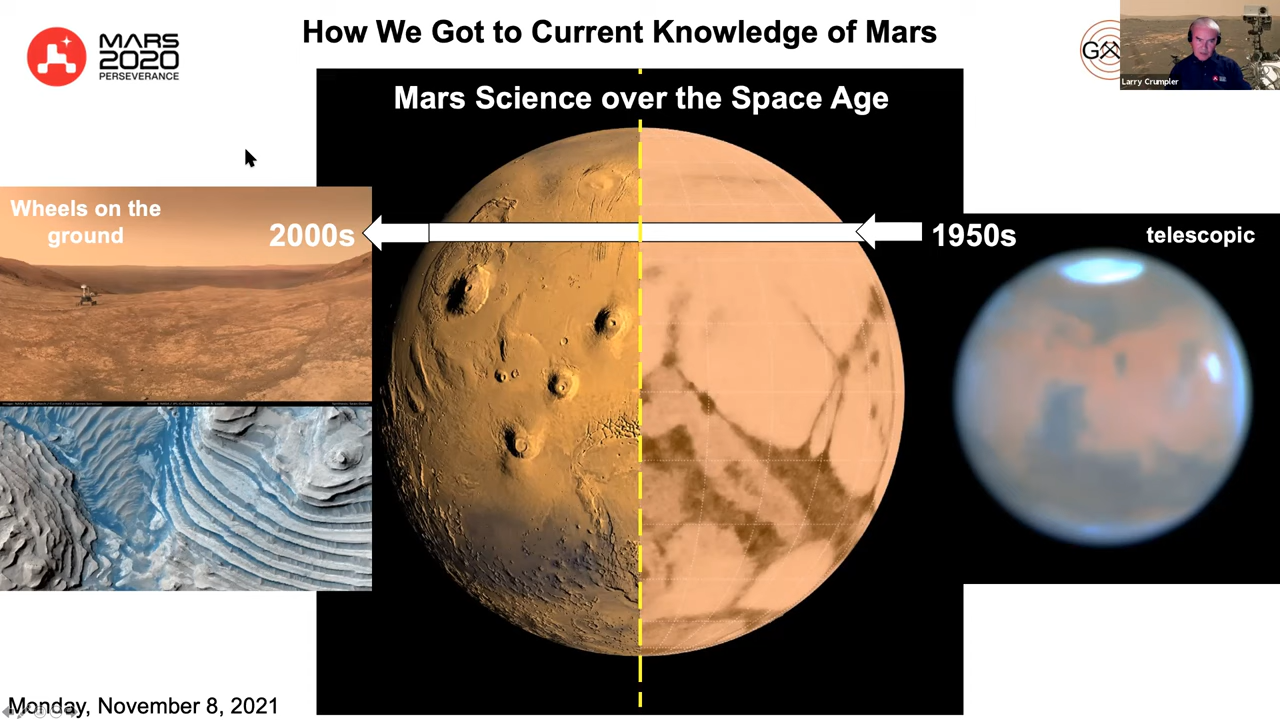 How We Got to Current Knowledge of Mars
MARS
2020
PERSEVERANCE
G
Larry Crumpler
Mars Science over the Space Age
Wheels on the
ground
2000s
1950s
telescopic
Monday, November 8, 2021